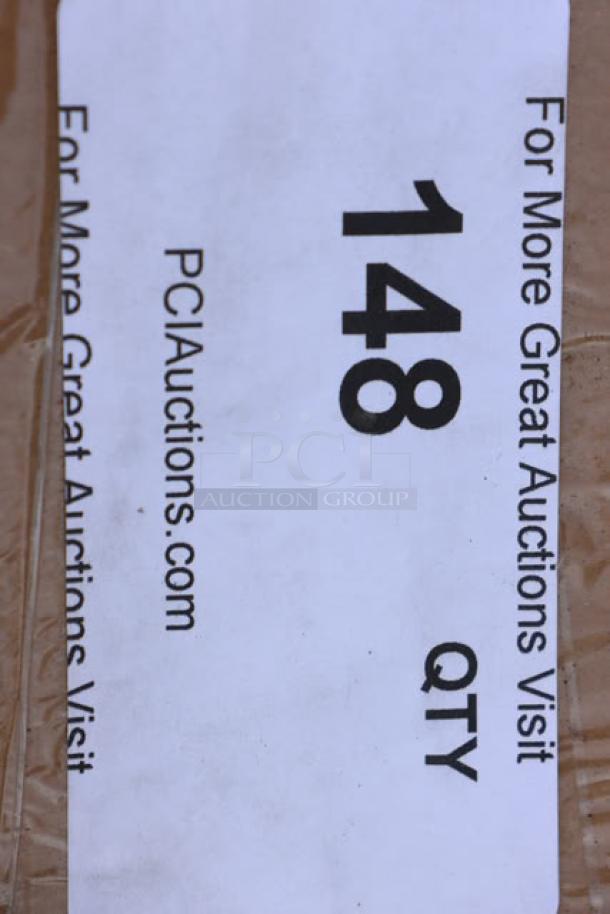 For More Great Auctions Visit
148
QTY
PCIAuctions.com
For More Great Auctions Visit
PCI
AUCTION GROUP